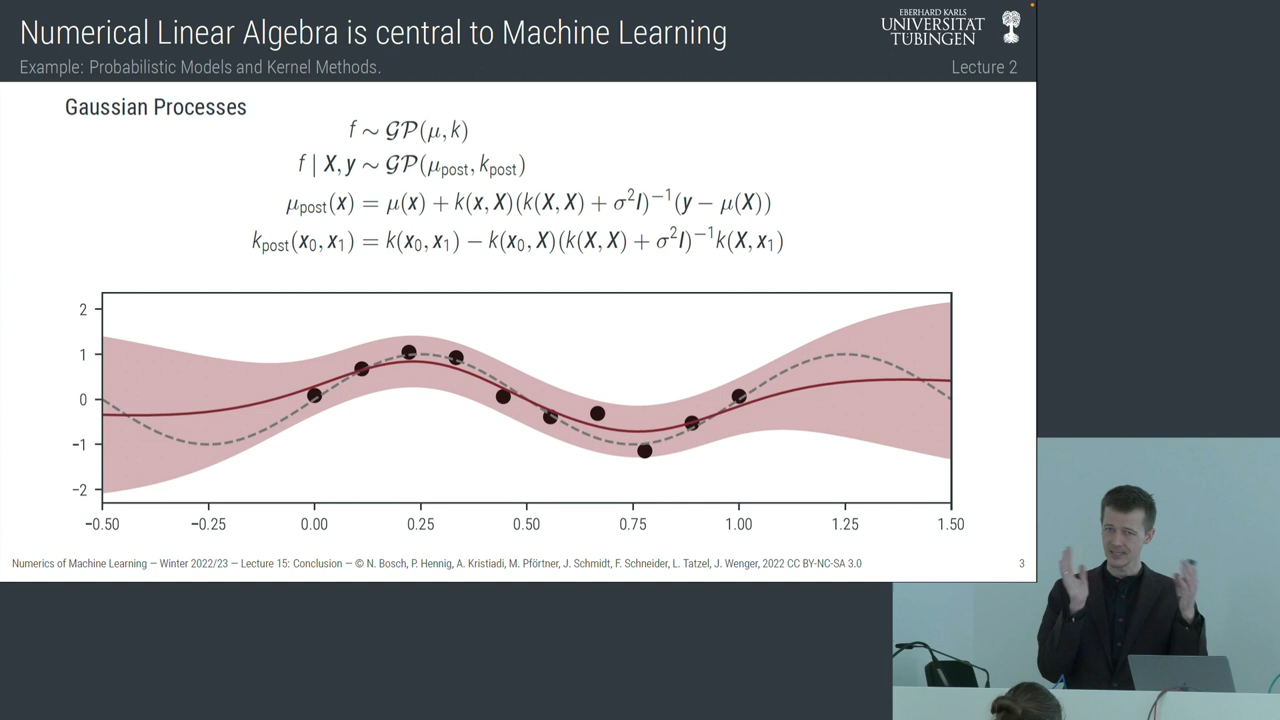 Numerical Linear Algebra is central to Machine Learning
EBERHARD KARLS
UNIVERSITÄT
TÜBINGEN
Example: Probabilistic Models and Kernel Methods.
Lecture 2
Gaussian Processes
f ∼ 𝒢𝒫(μ, k)
f | X, y ∼ 𝒢𝒫(μpost, kpost)
μpost(x) = μ(x) + k(x, X)(k(X, X) + σ²I)⁻¹(y − μ(X))
kpost(x₀, x₁) = k(x₀, x₁) − k(x₀, X)(k(X, X) + σ²I)⁻¹k(X, x₁)
2
1
0
−1
−2
−0.50 −0.25 0.00 0.25 0.50 0.75 1.00 1.25 1.50
Numerics of Machine Learning — Winter 2022/23 — Lecture 15: Conclusion — © N. Bosch, P. Hennig, A. Kristiadi, M. Pförtner, J. Schmidt, F. Schneider, L. Tatzel, J. Wenger, 2022 CC BY-NC-SA 3.0
3